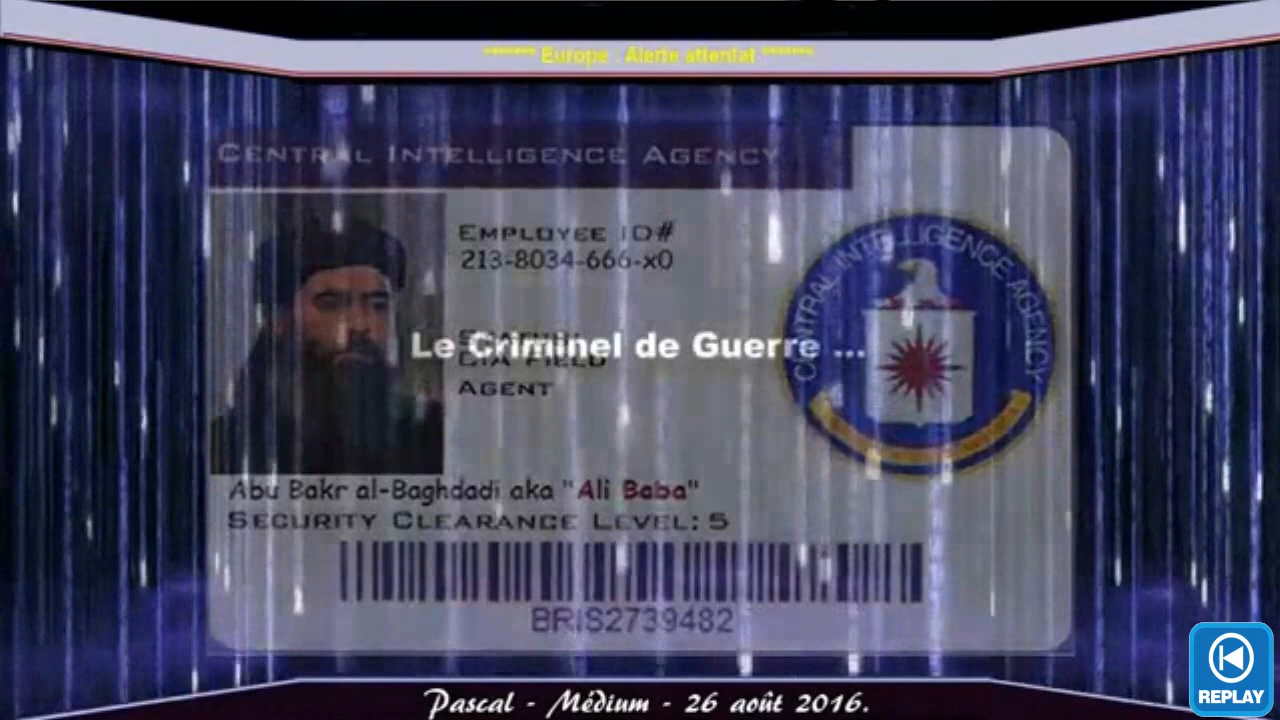 ******* Europe : Alerte attentat *******
CENTRAL INTELLIGENCE AGENCY
EMPLOYEE ID#
213-8034-666-x0
CIA FIELD
AGENT
Le Criminel de Guerre ...
CENTRAL INTELLIGENCE AGENCY
Abu Bakr al-Baghdadi aka "Ali Baba"
SECURITY CLEARANCE LEVEL: 5
BRIS2739482
Pascal - Médium - 26 août 2016.
REPLAY